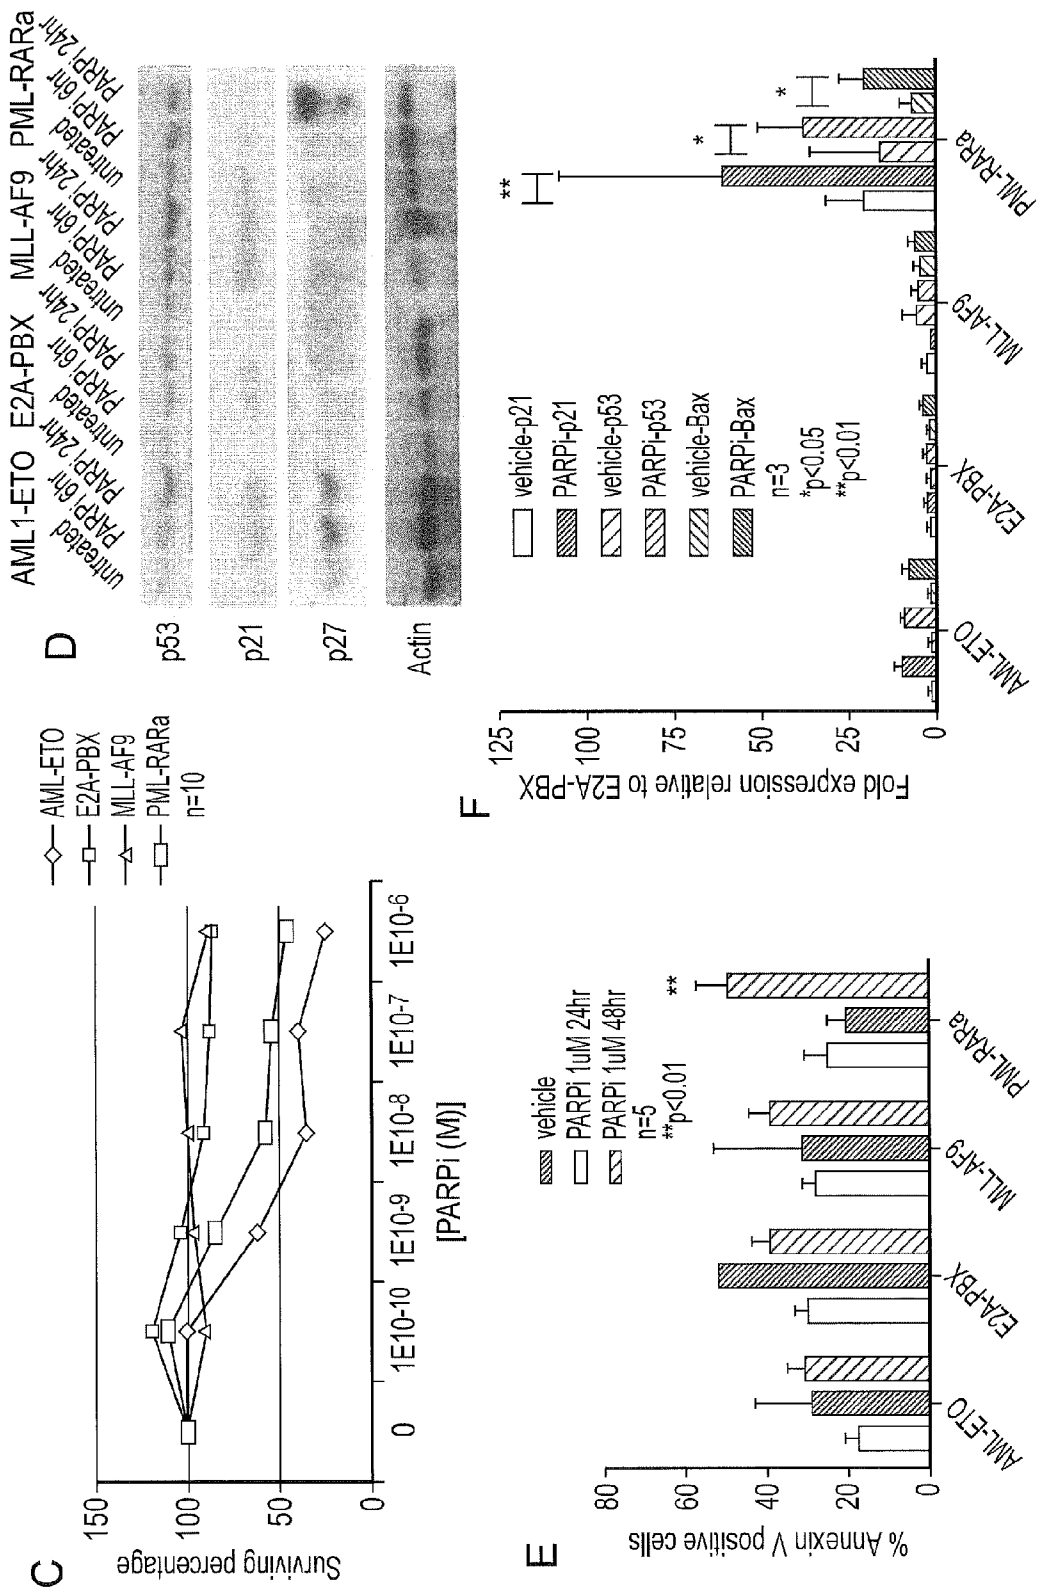 C
Surviving percentage
150
100
50
0
0
1E10-10
1E10-9
1E10-8
1E10-7
1E10-6
[PARPi (M)]
AML-ETO
E2A-PBX
MLL-AF9
PML-RARa
n=10
D
AML1-ETO E2A-PBX MLL-AF9 PML-RARa
untreated
PARPi 6hr
PARPi 24hr
untreated
PARPi 6hr
PARPi 24hr
untreated
PARPi 6hr
PARPi 24hr
untreated
PARPi 6hr
PARPi 24hr
p53
p21
p27
Actin
E
% Annexin V positive cells
80
60
40
20
0
vehicle
PARPi 1uM 24hr
PARPi 1uM 48hr
n=5
**p<0.01
**
AML-ETO
E2A-PBX
MLL-AF9
PML-RARa
F
Fold expression relative to E2A-PBX
125
100
75
50
25
0
vehicle-p21
PARPi-p21
vehicle-p53
PARPi-p53
vehicle-Bax
PARPi-Bax
n=3
*p<0.05
**p<0.01
**
*
*
AML-ETO
E2A-PBX
MLL-AF9
PML-RARa